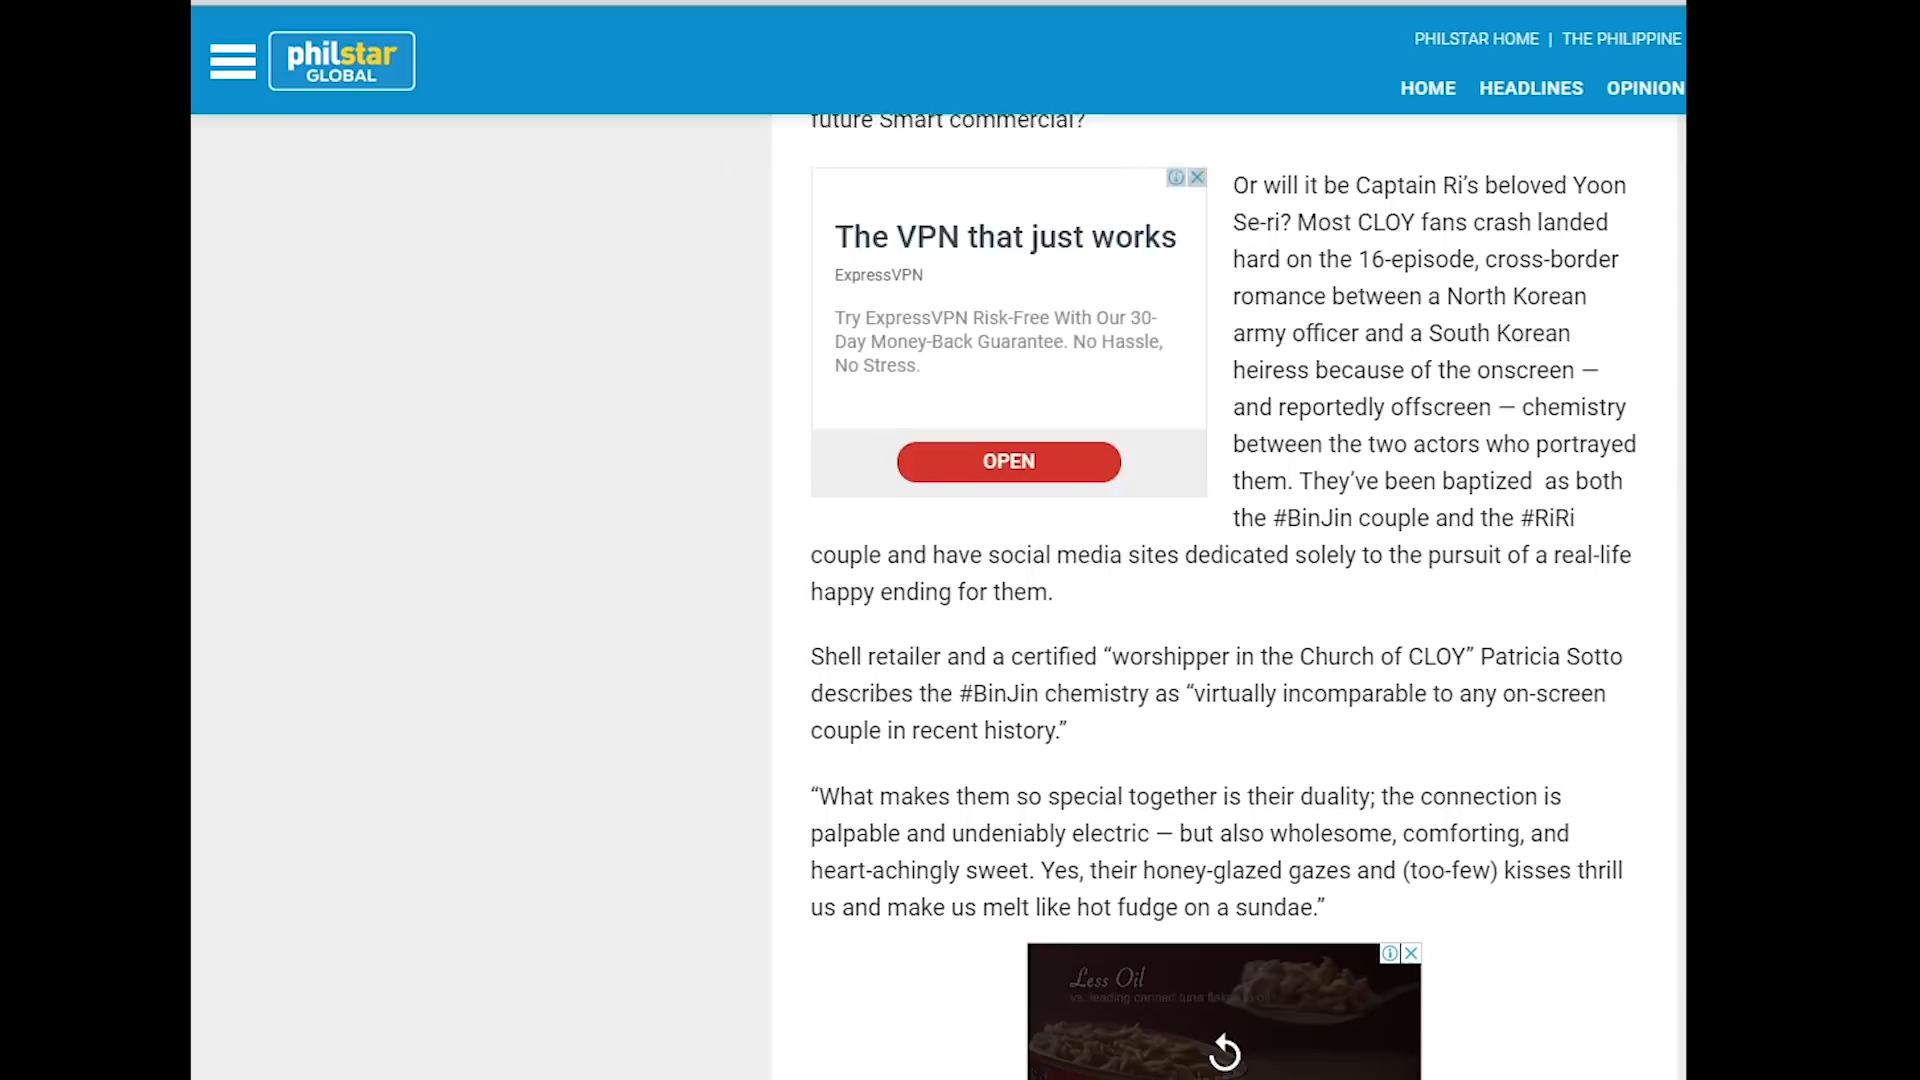 philstar
GLOBAL
PHILSTAR HOME | THE PHILIPPINE
HOME HEADLINES OPINION
future Smart commercial?
The VPN that just works
ExpressVPN
Try ExpressVPN Risk-Free With Our 30-
Day Money-Back Guarantee. No Hassle,
No Stress.
OPEN
Or will it be Captain Ri’s beloved Yoon
Se-ri? Most CLOY fans crash landed
hard on the 16-episode, cross-border
romance between a North Korean
army officer and a South Korean
heiress because of the onscreen —
and reportedly offscreen — chemistry
between the two actors who portrayed
them. They’ve been baptized  as both
the #BinJin couple and the #RiRi
couple and have social media sites dedicated solely to the pursuit of a real-life
happy ending for them.
Shell retailer and a certified “worshipper in the Church of CLOY” Patricia Sotto
describes the #BinJin chemistry as “virtually incomparable to any on-screen
couple in recent history.”
“What makes them so special together is their duality; the connection is
palpable and undeniably electric — but also wholesome, comforting, and
heart-achingly sweet. Yes, their honey-glazed gazes and (too-few) kisses thrill
us and make us melt like hot fudge on a sundae.”
Less Oil
vs. leading canned tuna flakes in oil